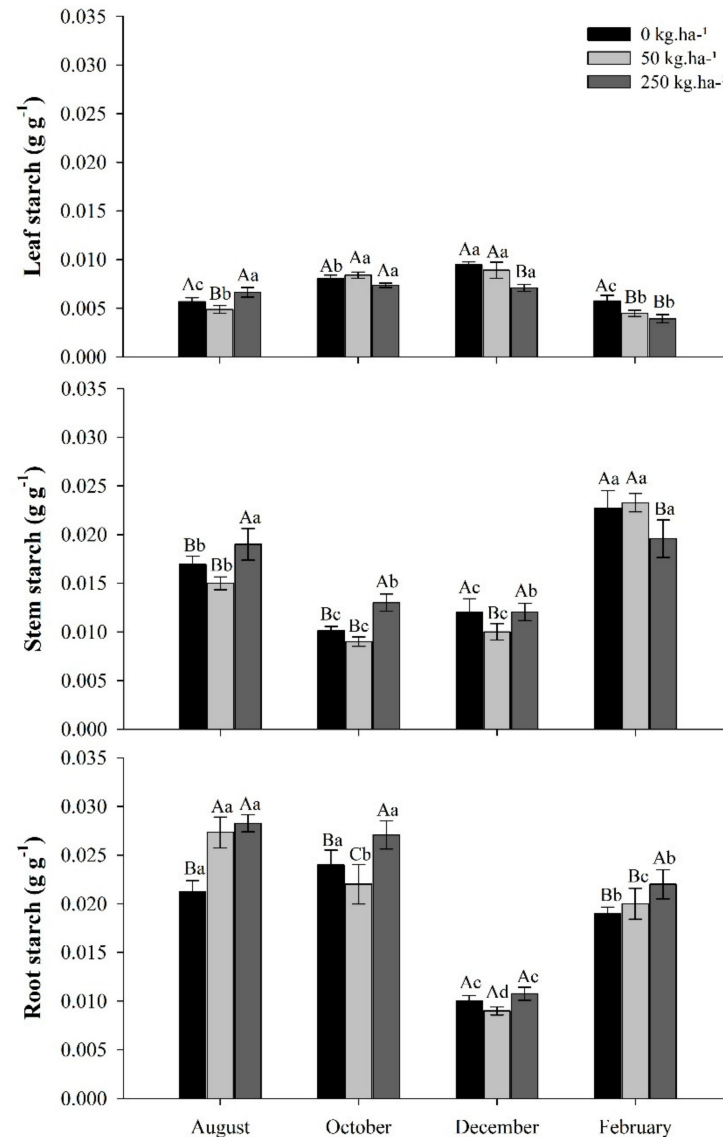 0.035
0 kg.ha-¹
50 kg.ha-¹
250 kg.ha-¹
0.030
0.025
0.020
0.015
0.010
0.005
0.000
Leaf starch (g g⁻¹)
Ac Bb Aa
Ab Aa Aa
Aa Aa Ba
Ac Bb Bb
0.035
0.030
0.025
0.020
0.015
0.010
0.005
0.000
Stem starch (g g⁻¹)
Bb Bb Aa
Bc Bc Ab
Ac Bc Ab
Aa Aa Ba
0.035
0.030
0.025
0.020
0.015
0.010
0.005
0.000
Root starch (g g⁻¹)
Ba Aa Aa
Ba Cb Aa
Ac Ad Ac
Bb Bc Ab
August October December February